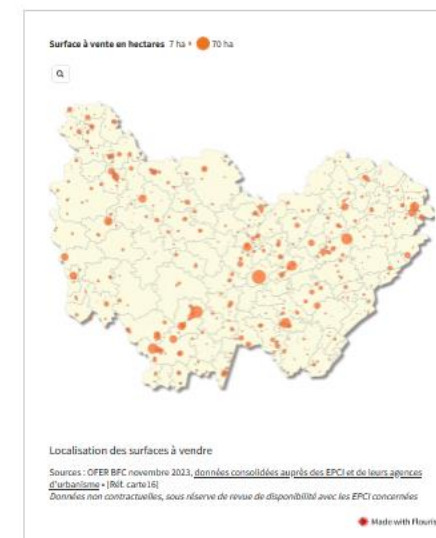 Surface à vente en hectares 7 ha 70 ha
Localisation des surfaces à vendre
Sources : OFER BFC novembre 2023, données consolidées auprès des EPCI et de leurs agences
d'urbanisme • [Réf. carte16]
Données non contractuelles, sous réserve de revue de disponibilité avec les EPCI concernées
Made with Flouris